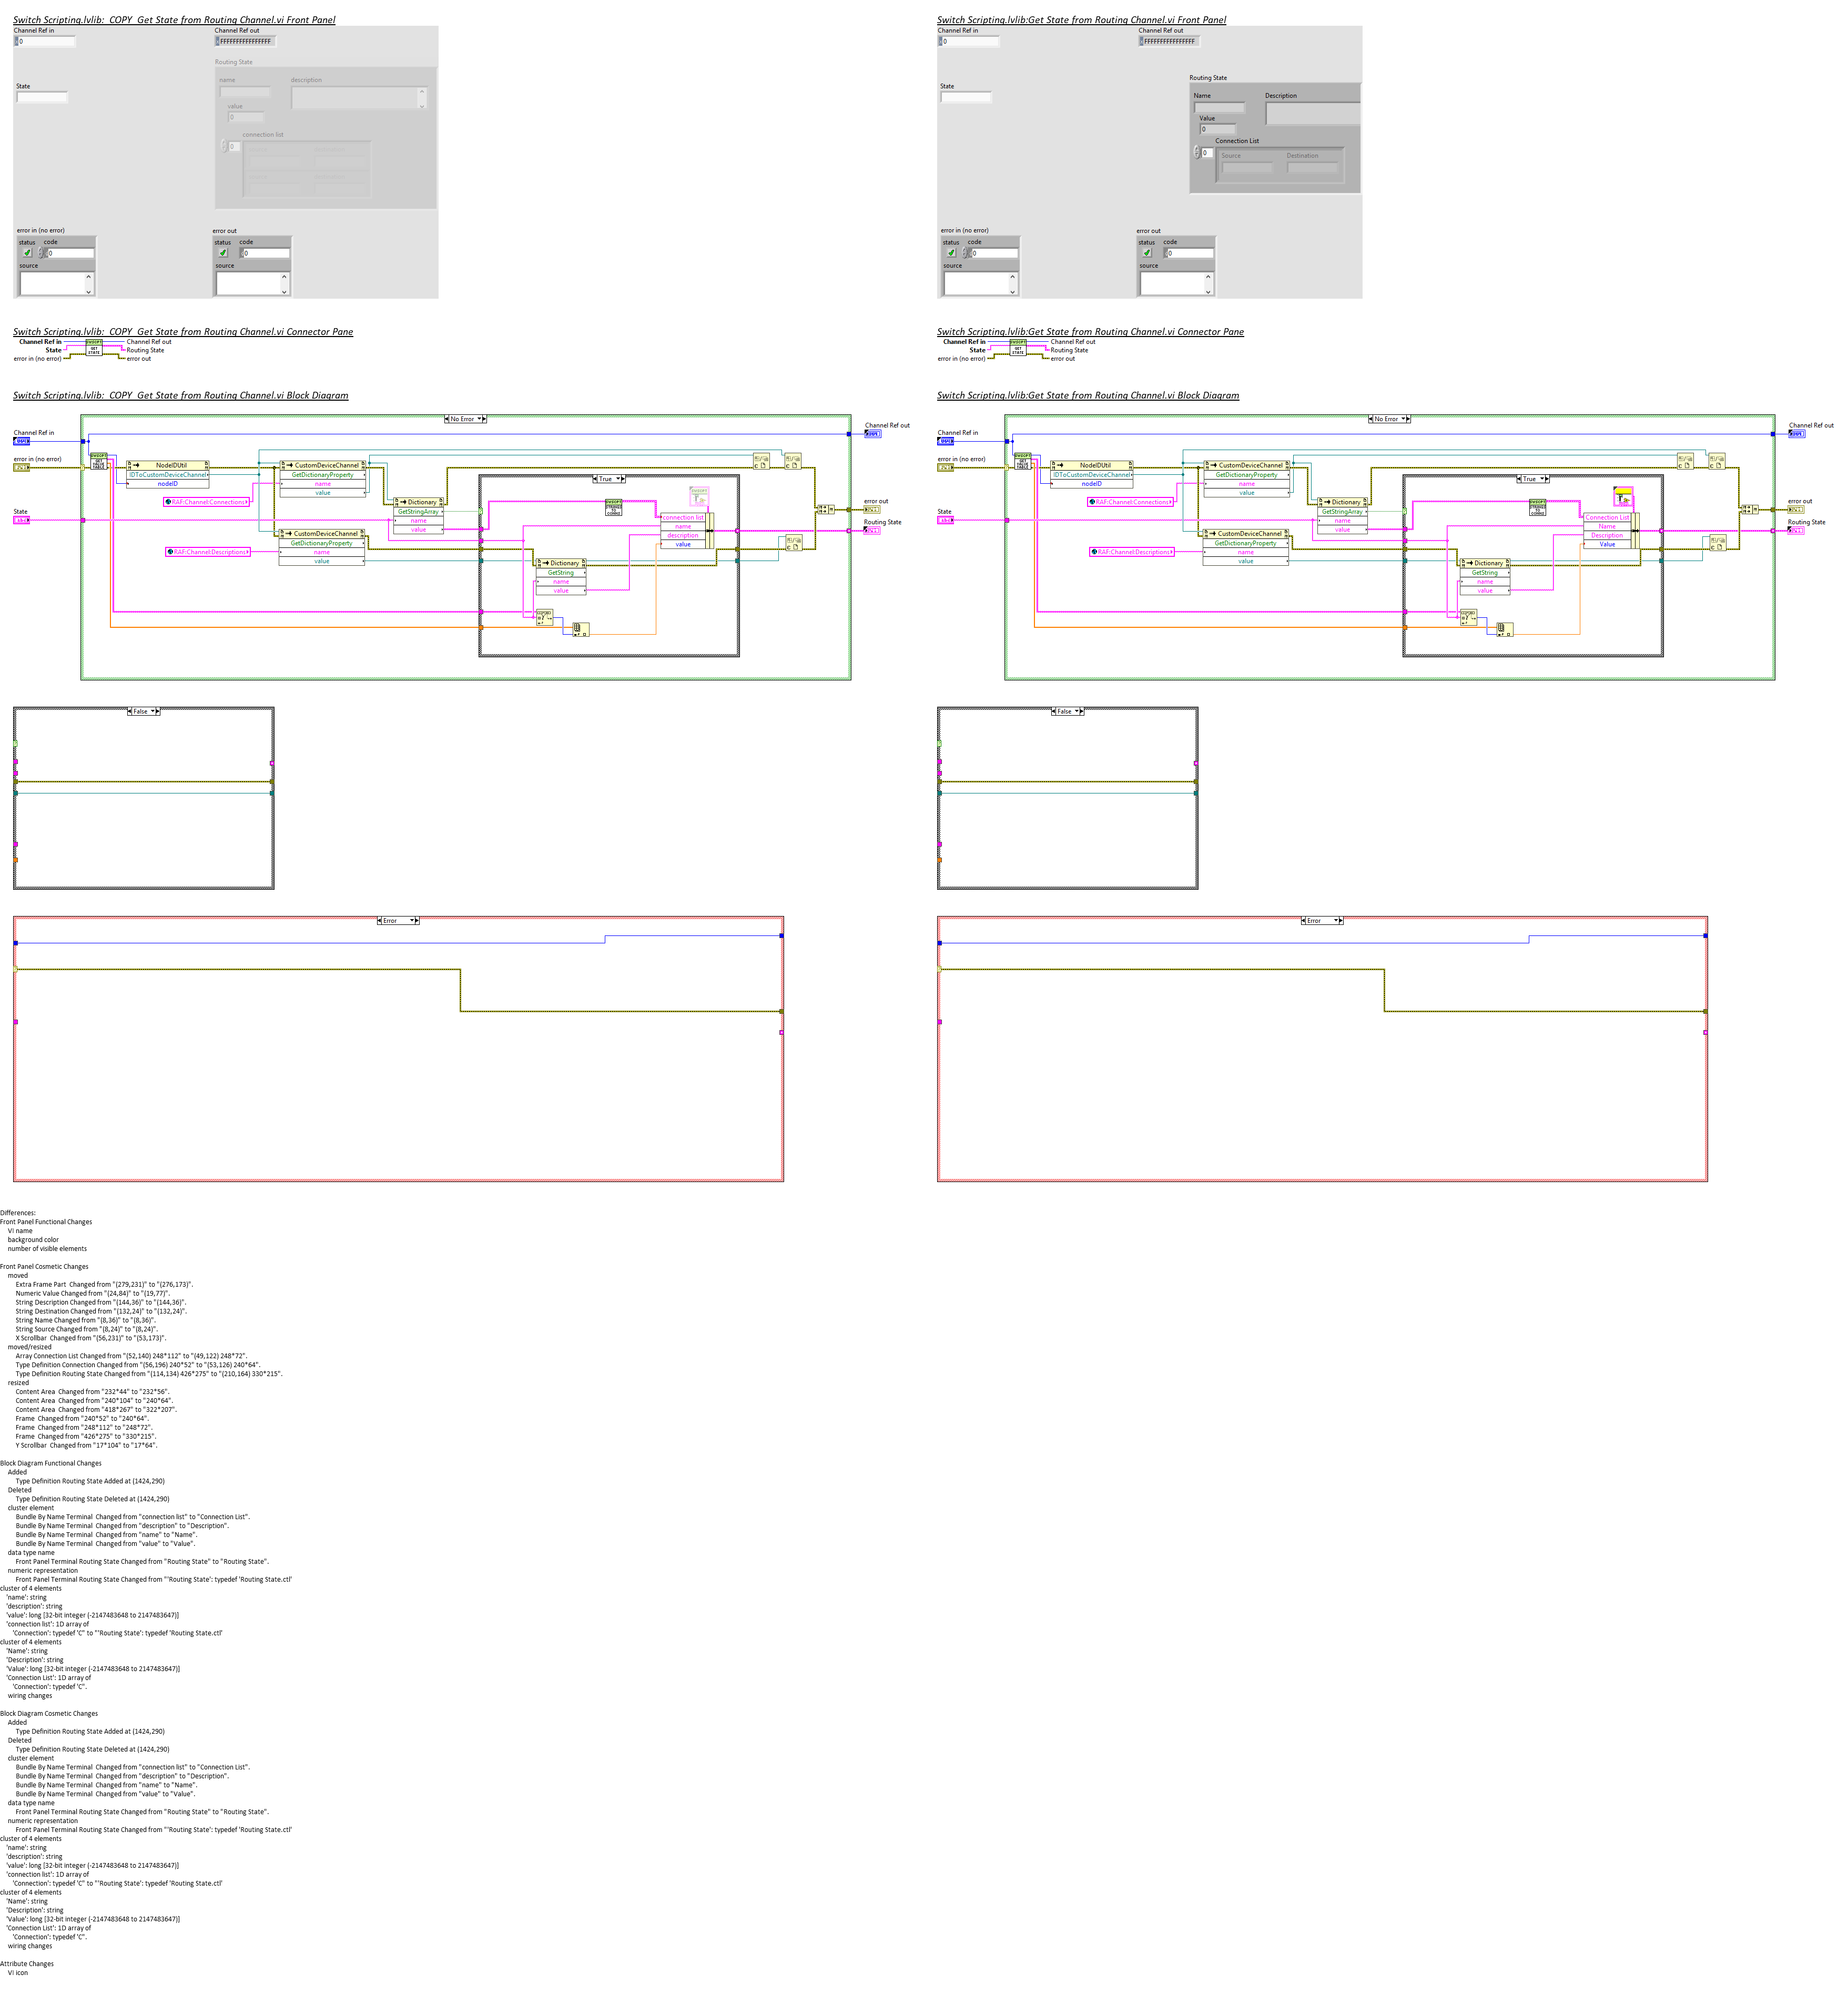 Switch Scripting.lvlib:  COPY  Get State from Routing Channel.vi Front Panel
Channel Ref in
0
Channel Ref out
FFFFFFFFFFFFFFF
Routing State
name
description
State
value
0
connection list
0
error in (no error)
status
code
0
source
error out
status
code
0
source
Switch Scripting.lvlib:Get State from Routing Channel.vi Front Panel
Channel Ref in
0
Channel Ref out
FFFFFFFFFFFFFFF
Routing State
Name
Description
State
Value
0
Connection List
0
Source
Destination
error in (no error)
status
code
0
source
error out
status
code
0
source
Switch Scripting.lvlib:  COPY  Get State from Routing Channel.vi Connector Pane
Channel Ref in
State
error in (no error)
GET
STATE
Channel Ref out
Routing State
error out
Switch Scripting.lvlib:Get State from Routing Channel.vi Connector Pane
Channel Ref in
State
error in (no error)
GET
STATE
Channel Ref out
Routing State
error out
Switch Scripting.lvlib:  COPY  Get State from Routing Channel.vi Block Diagram
No Error
Channel Ref in
error in (no error)
State
NodeIDUtil
IDToCustomDeviceChannel
nodeID
RAF:Channel:Connections
RAF:Channel:Descriptions
CustomDeviceChannel
GetDictionaryProperty
name
value
CustomDeviceChannel
GetDictionaryProperty
name
value
Dictionary
GetStringArray
name
value
True
connection list
name
description
value
Dictionary
GetString
name
value
Channel Ref out
error out
Routing State
Switch Scripting.lvlib:Get State from Routing Channel.vi Block Diagram
No Error
Channel Ref in
error in (no error)
State
NodeIDUtil
IDToCustomDeviceChannel
nodeID
RAF:Channel:Connections
RAF:Channel:Descriptions
CustomDeviceChannel
GetDictionaryProperty
name
value
CustomDeviceChannel
GetDictionaryProperty
name
value
Dictionary
GetStringArray
name
value
True
Connection List
Name
Description
Value
Dictionary
GetString
name
value
Channel Ref out
error out
Routing State
False
False
Error
Error
Differences:
Front Panel Functional Changes
VI name
background color
number of visible elements
Front Panel Cosmetic Changes
moved
Extra Frame Part  Changed from "(279,231)" to "(276,173)".
Numeric Value Changed from "(24,84)" to "(19,77)".
String Description Changed from "(144,36)" to "(144,36)".
String Destination Changed from "(132,24)" to "(132,24)".
String Name Changed from "(8,36)" to "(8,36)".
String Source Changed from "(8,24)" to "(8,24)".
X Scrollbar  Changed from "(56,231)" to "(53,173)".
moved/resized
Array Connection List Changed from "(52,140) 248*112" to "(49,122) 248*72".
Type Definition Connection Changed from "(56,196) 240*52" to "(53,126) 240*64".
Type Definition Routing State Changed from "(114,134) 426*275" to "(210,164) 330*215".
resized
Content Area  Changed from "232*44" to "232*56".
Content Area  Changed from "240*104" to "240*64".
Content Area  Changed from "418*267" to "322*207".
Frame  Changed from "240*52" to "240*64".
Frame  Changed from "248*112" to "248*72".
Frame  Changed from "426*275" to "330*215".
Y Scrollbar  Changed from "17*104" to "17*64".
Block Diagram Functional Changes
Added
Type Definition Routing State Added at (1424,290)
Deleted
Type Definition Routing State Deleted at (1424,290)
cluster element
Bundle By Name Terminal  Changed from "connection list" to "Connection List".
Bundle By Name Terminal  Changed from "description" to "Description".
Bundle By Name Terminal  Changed from "name" to "Name".
Bundle By Name Terminal  Changed from "value" to "Value".
data type name
Front Panel Terminal Routing State Changed from "Routing State" to "Routing State".
numeric representation
Front Panel Terminal Routing State Changed from "'Routing State': typedef 'Routing State.ctl'
cluster of 4 elements
'name': string
'description': string
'value': long [32-bit integer (-2147483648 to 2147483647)]
'connection list': 1D array of
'Connection': typedef 'C" to "'Routing State': typedef 'Routing State.ctl'
cluster of 4 elements
'Name': string
'Description': string
'Value': long [32-bit integer (-2147483648 to 2147483647)]
'Connection List': 1D array of
'Connection': typedef 'C".
wiring changes
Block Diagram Cosmetic Changes
Added
Type Definition Routing State Added at (1424,290)
Deleted
Type Definition Routing State Deleted at (1424,290)
cluster element
Bundle By Name Terminal  Changed from "connection list" to "Connection List".
Bundle By Name Terminal  Changed from "description" to "Description".
Bundle By Name Terminal  Changed from "name" to "Name".
Bundle By Name Terminal  Changed from "value" to "Value".
data type name
Front Panel Terminal Routing State Changed from "Routing State" to "Routing State".
numeric representation
Front Panel Terminal Routing State Changed from "'Routing State': typedef 'Routing State.ctl'
cluster of 4 elements
'name': string
'description': string
'value': long [32-bit integer (-2147483648 to 2147483647)]
'connection list': 1D array of
'Connection': typedef 'C" to "'Routing State': typedef 'Routing State.ctl'
cluster of 4 elements
'Name': string
'Description': string
'Value': long [32-bit integer (-2147483648 to 2147483647)]
'Connection List': 1D array of
'Connection': typedef 'C".
wiring changes
Attribute Changes
VI icon